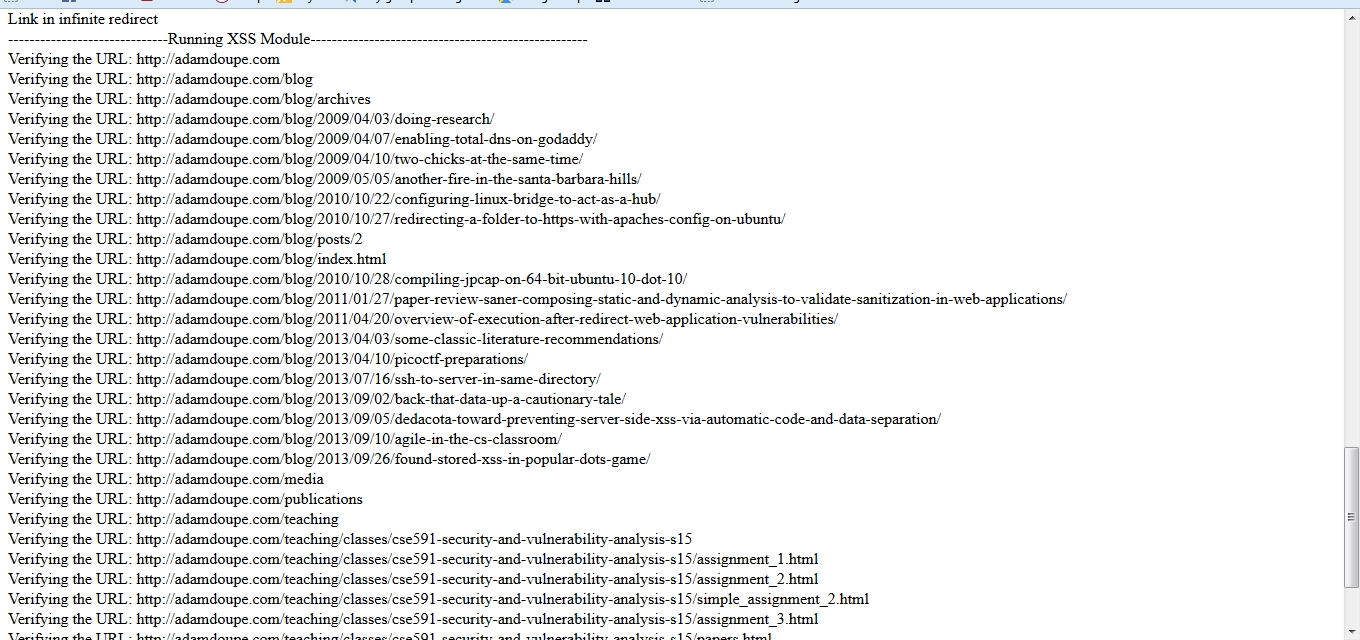 Link in infinite redirect
------------------------------Running XSS Module----------------------------------------------------
Verifying the URL: http://adamdoupe.com
Verifying the URL: http://adamdoupe.com/blog
Verifying the URL: http://adamdoupe.com/blog/archives
Verifying the URL: http://adamdoupe.com/blog/2009/04/03/doing-research/
Verifying the URL: http://adamdoupe.com/blog/2009/04/07/enabling-total-dns-on-godaddy/
Verifying the URL: http://adamdoupe.com/blog/2009/04/10/two-chicks-at-the-same-time/
Verifying the URL: http://adamdoupe.com/blog/2009/05/05/another-fire-in-the-santa-barbara-hills/
Verifying the URL: http://adamdoupe.com/blog/2010/10/22/configuring-linux-bridge-to-act-as-a-hub/
Verifying the URL: http://adamdoupe.com/blog/2010/10/27/redirecting-a-folder-to-https-with-apaches-config-on-ubuntu/
Verifying the URL: http://adamdoupe.com/blog/posts/2
Verifying the URL: http://adamdoupe.com/blog/index.html
Verifying the URL: http://adamdoupe.com/blog/2010/10/28/compiling-jpcap-on-64-bit-ubuntu-10-dot-10/
Verifying the URL: http://adamdoupe.com/blog/2011/01/27/paper-review-saner-composing-static-and-dynamic-analysis-to-validate-sanitization-in-web-applications/
Verifying the URL: http://adamdoupe.com/blog/2011/04/20/overview-of-execution-after-redirect-web-application-vulnerabilities/
Verifying the URL: http://adamdoupe.com/blog/2013/04/03/some-classic-literature-recommendations/
Verifying the URL: http://adamdoupe.com/blog/2013/04/10/picoctf-preparations/
Verifying the URL: http://adamdoupe.com/blog/2013/07/16/ssh-to-server-in-same-directory/
Verifying the URL: http://adamdoupe.com/blog/2013/09/02/back-that-data-up-a-cautionary-tale/
Verifying the URL: http://adamdoupe.com/blog/2013/09/05/dedacota-toward-preventing-server-side-xss-via-automatic-code-and-data-separation/
Verifying the URL: http://adamdoupe.com/blog/2013/09/10/agile-in-the-cs-classroom/
Verifying the URL: http://adamdoupe.com/blog/2013/09/26/found-stored-xss-in-popular-dots-game/
Verifying the URL: http://adamdoupe.com/media
Verifying the URL: http://adamdoupe.com/publications
Verifying the URL: http://adamdoupe.com/teaching
Verifying the URL: http://adamdoupe.com/teaching/classes/cse591-security-and-vulnerability-analysis-s15
Verifying the URL: http://adamdoupe.com/teaching/classes/cse591-security-and-vulnerability-analysis-s15/assignment_1.html
Verifying the URL: http://adamdoupe.com/teaching/classes/cse591-security-and-vulnerability-analysis-s15/assignment_2.html
Verifying the URL: http://adamdoupe.com/teaching/classes/cse591-security-and-vulnerability-analysis-s15/simple_assignment_2.html
Verifying the URL: http://adamdoupe.com/teaching/classes/cse591-security-and-vulnerability-analysis-s15/assignment_3.html
Verifying the URL: http://adamdoupe.com/teaching/classes/cse591-security-and-vulnerability-analysis-s15/papers.html